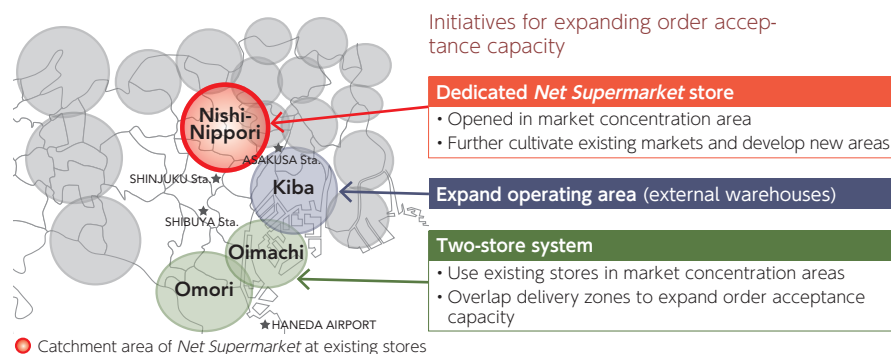 Initiatives for expanding order accep-
tance capacity
Dedicated Net Supermarket store
• Opened in market concentration area
• Further cultivate existing markets and develop new areas
Expand operating area (external warehouses)
Two-store system
• Use existing stores in market concentration areas
• Overlap delivery zones to expand order acceptance
capacity
Nishi-
Nippori
ASAKUSA Sta.
SHINJUKU Sta.
Kiba
SHIBUYA Sta.
Oimachi
Omori
HANEDA AIRPORT
Catchment area of Net Supermarket at existing stores